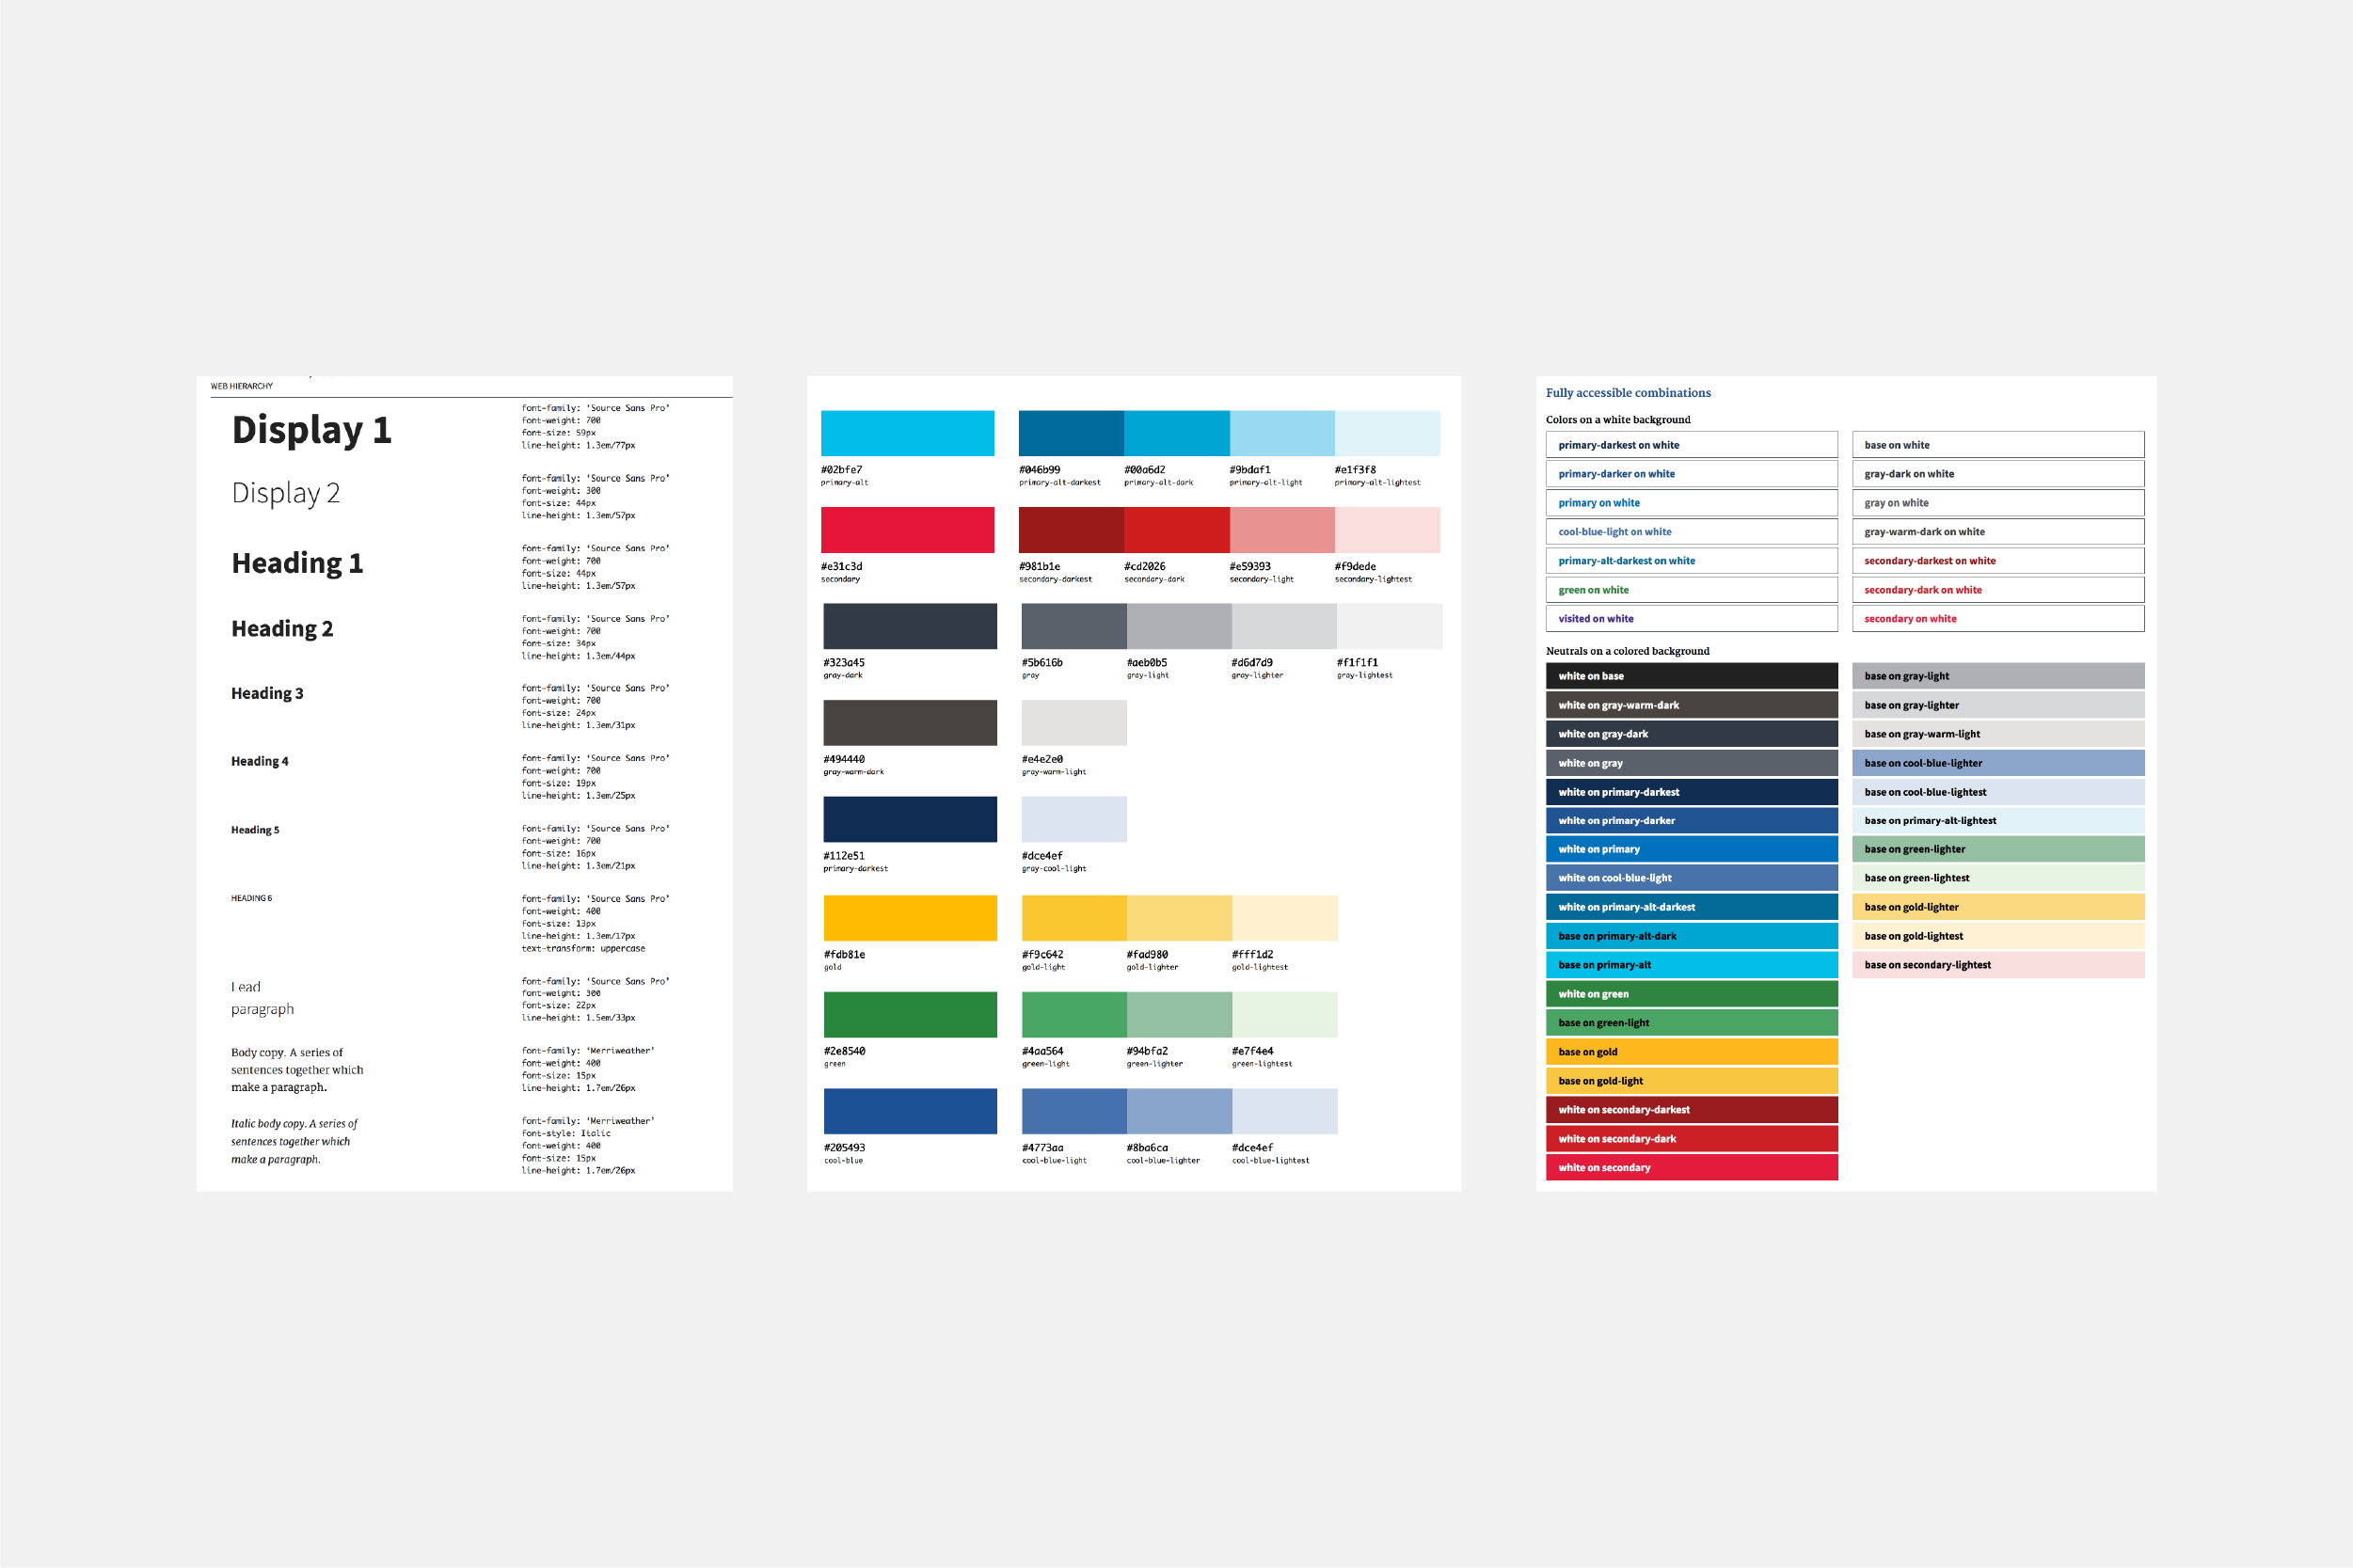 WEB HIERARCHY
Display 1
font-family: ‘Source Sans Pro’
font-weight: 700
font-size: 59px
line-height: 1.3em/77px
Display 2
font-family: ‘Source Sans Pro’
font-weight: 300
font-size: 44px
line-height: 1.3em/57px
Heading 1
font-family: ‘Source Sans Pro’
font-weight: 700
font-size: 44px
line-height: 1.3em/57px
Heading 2
font-family: ‘Source Sans Pro’
font-weight: 700
font-size: 34px
line-height: 1.3em/44px
Heading 3
font-family: ‘Source Sans Pro’
font-weight: 700
font-size: 24px
line-height: 1.3em/31px
Heading 4
font-family: ‘Source Sans Pro’
font-weight: 700
font-size: 19px
line-height: 1.3em/25px
Heading 5
font-family: ‘Source Sans Pro’
font-weight: 700
font-size: 16px
line-height: 1.3em/21px
HEADING 6
font-family: ‘Source Sans Pro’
font-weight: 400
font-size: 13px
line-height: 1.3em/17px
text-transform: uppercase
Lead
paragraph
font-family: ‘Source Sans Pro’
font-weight: 300
font-size: 22px
line-height: 1.5em/33px
Body copy. A series of
sentences together which
make a paragraph.
font-family: ‘Merriweather’
font-weight: 400
font-size: 15px
line-height: 1.7em/26px
Italic body copy. A series of
sentences together which
make a paragraph.
font-family: ‘Merriweather’
font-style: Italic
font-weight: 400
font-size: 15px
line-height: 1.7em/26px
#02bfe7 #046b99 #00a6d2 #9bdaf1 #e1f3f8
primary-alt primary-alt-darkest primary-alt-dark primary-alt-light primary-alt-lightest
#e31c3d #981b1e #cd2026 #e59393 #f9dede
secondary secondary-darkest secondary-dark secondary-light secondary-lightest
#323a45 #5b616b #aeb0b5 #d6d7d9 #f1f1f1
gray-dark gray gray-light gray-lighter gray-lightest
#494440 #e4e2e0
gray-warm-dark gray-warm-light
#112e51 #dce4ef
primary-darkest gray-cool-light
#fdb81e #f9c642 #fad980 #fff1d2
gold gold-light gold-lighter gold-lightest
#2e8540 #4aa564 #94bfa2 #e7f4e4
green green-light green-lighter green-lightest
#205493 #4773aa #8ba6ca #dce4ef
cool-blue cool-blue-light cool-blue-lighter cool-blue-lightest
Fully accessible combinations
Colors on a white background
primary-darkest on white
primary-darker on white
primary on white
cool-blue-light on white
primary-alt-darkest on white
green on white
visited on white
base on white
gray-dark on white
gray on white
gray-warm-dark on white
secondary-darkest on white
secondary-dark on white
secondary on white
Neutrals on a colored background
white on base
white on gray-warm-dark
white on gray-dark
white on gray
white on primary-darkest
white on primary-darker
white on primary
white on cool-blue-light
white on primary-alt-darkest
base on primary-alt-dark
base on primary-alt
white on green
base on green-light
base on gold
base on gold-light
white on secondary-darkest
white on secondary-dark
white on secondary
base on gray-light
base on gray-lighter
base on gray-warm-light
base on cool-blue-lighter
base on cool-blue-lightest
base on primary-alt-lightest
base on green-lighter
base on green-lightest
base on gold-lighter
base on gold-lightest
base on secondary-lightest